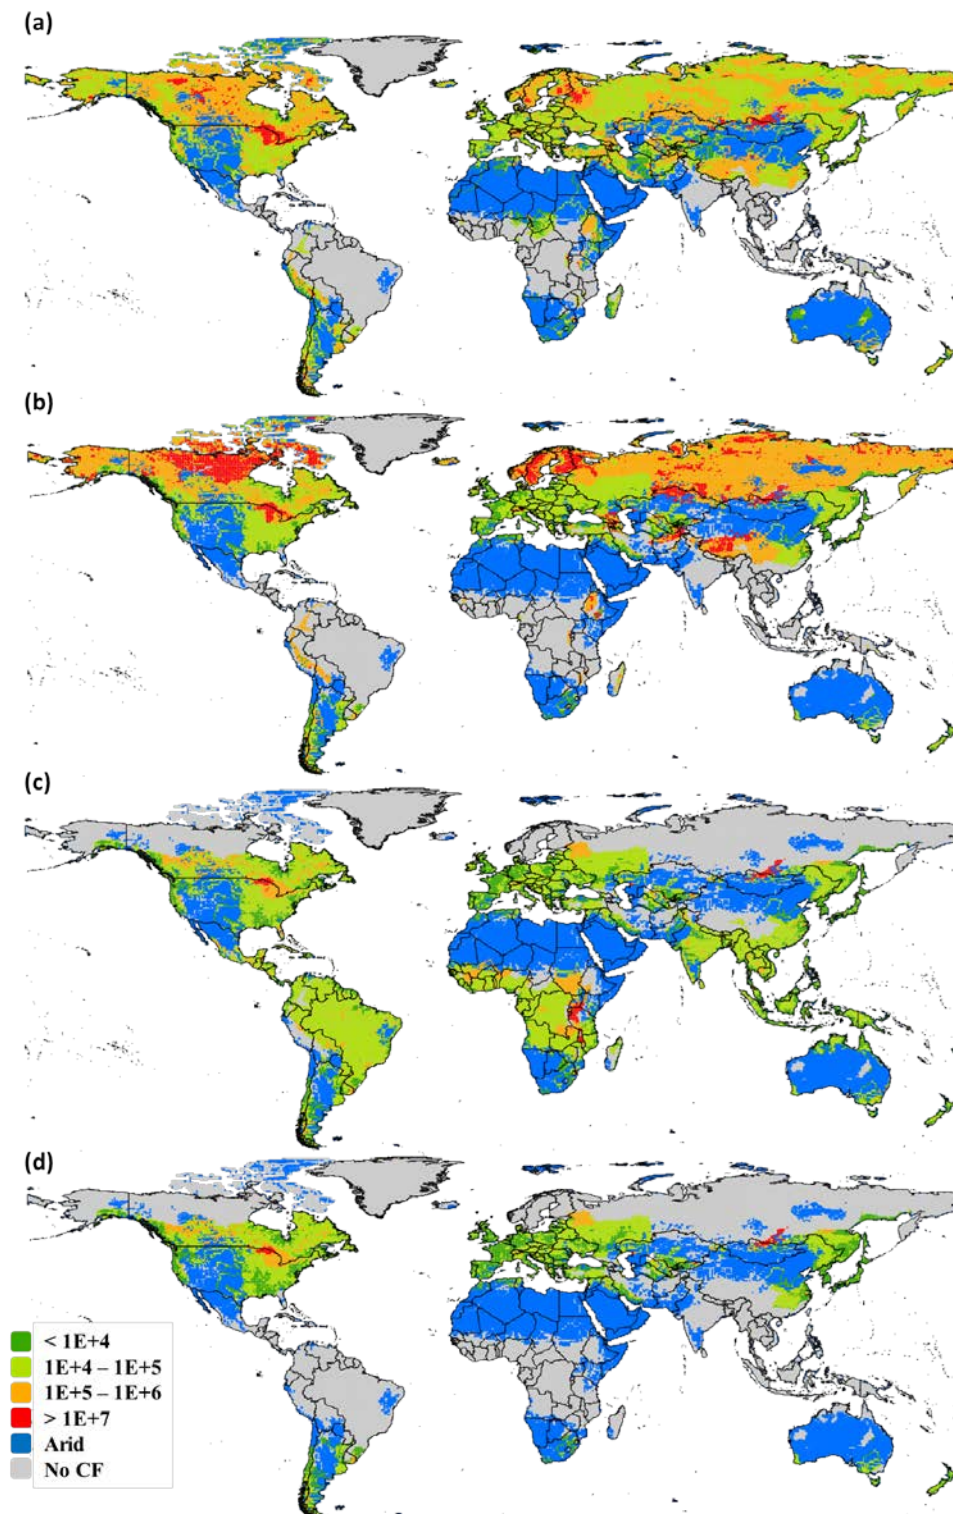 (a)
(b)
(c)
(d)
< 1E+4
1E+4 – 1E+5
1E+5 – 1E+6
> 1E+7
Arid
No CF